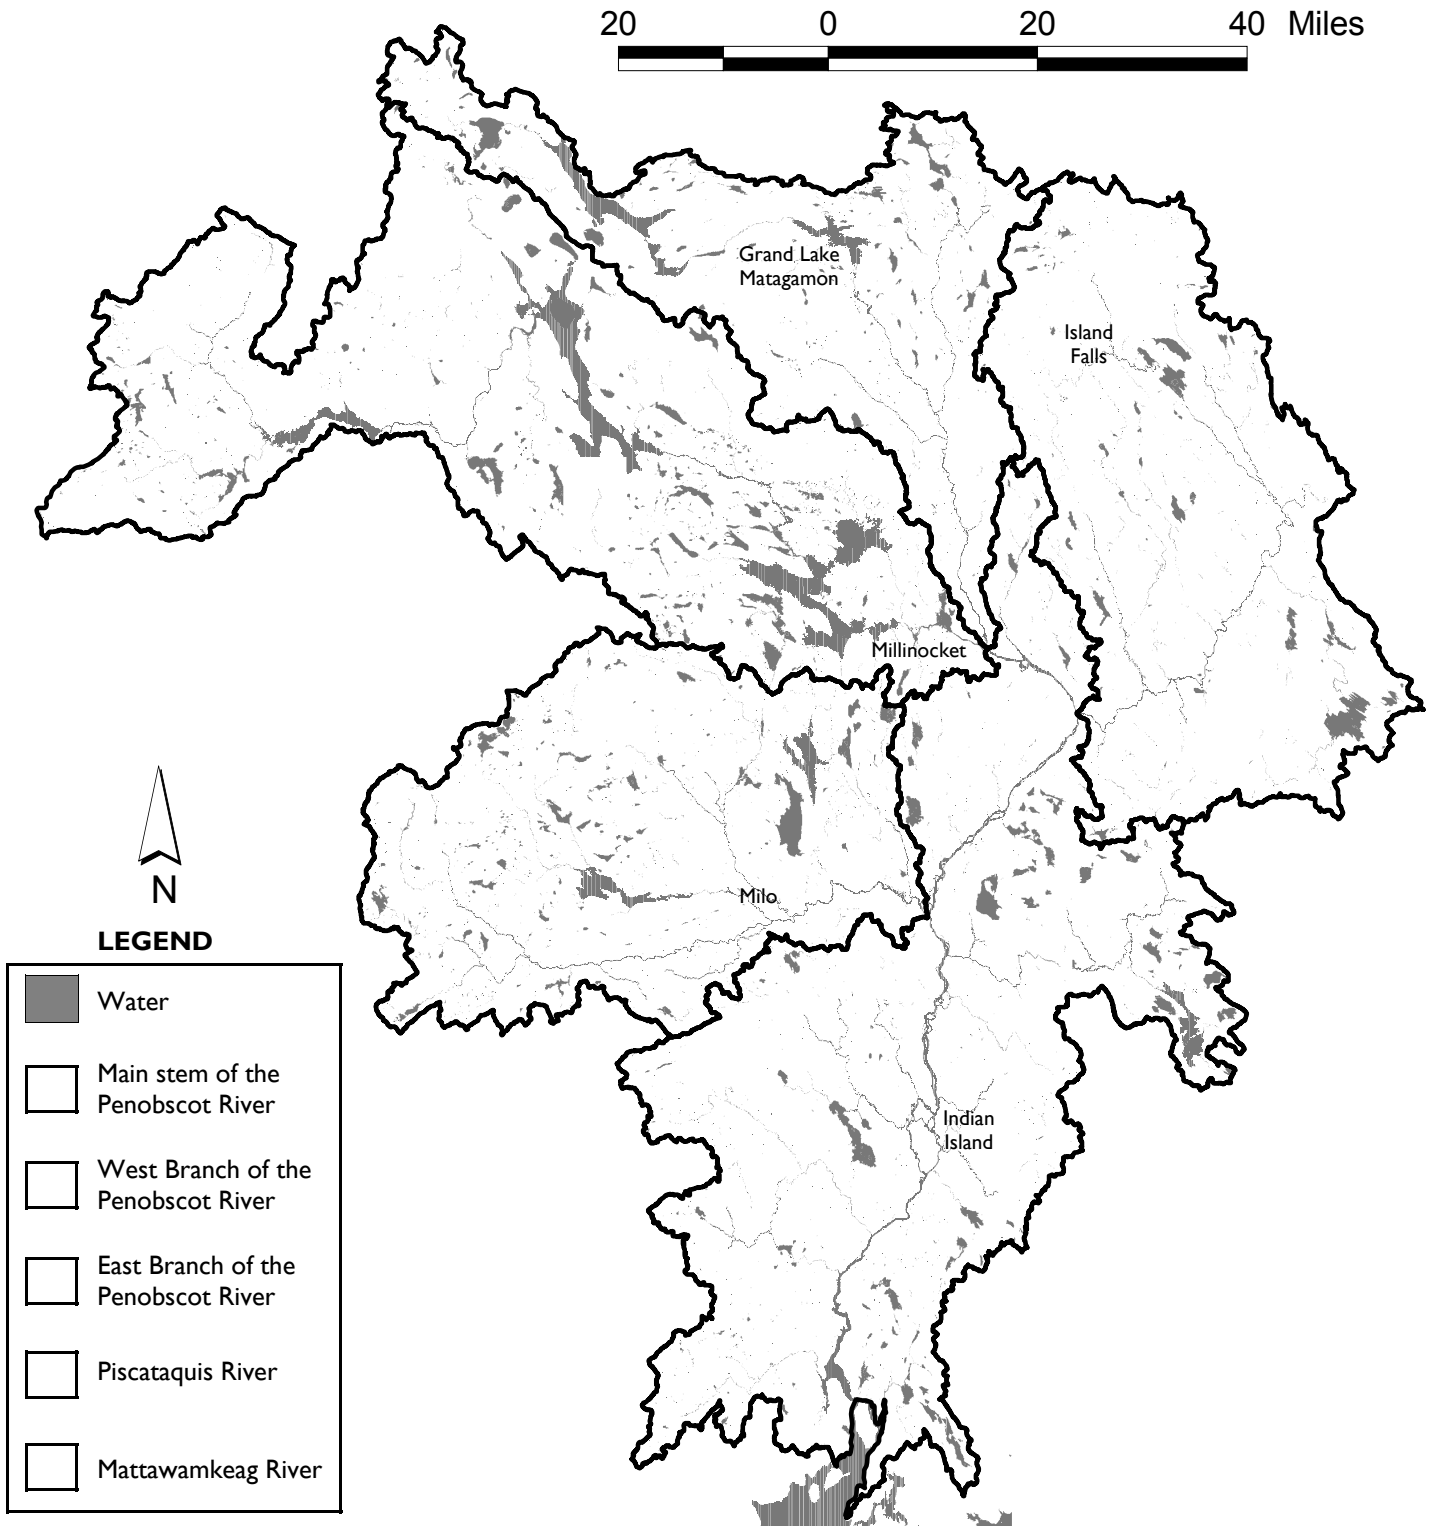 20 0 20 40 Miles
Grand Lake
Matagamon
Island
Falls
Millinocket
Milo
Indian
Island
N
LEGEND
Water
Main stem of the
Penobscot River
West Branch of the
Penobscot River
East Branch of the
Penobscot River
Piscataquis River
Mattawamkeag River